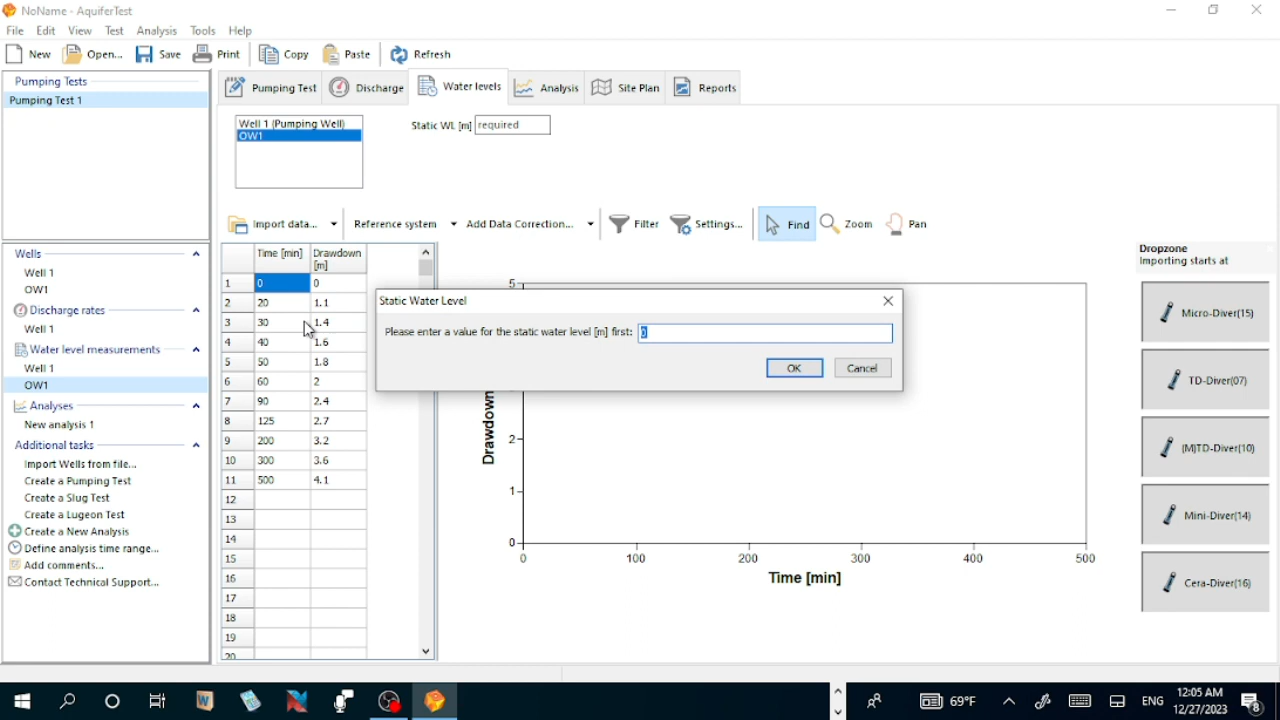 NoName - AquiferTest
File Edit View Test Analysis Tools Help
New Open... Save Print Copy Paste Refresh
Pumping Tests
Pumping Test 1
Pumping Test Discharge Water levels Analysis Site Plan Reports
Well 1 (Pumping Well)
OW1
Static WL [m] required
Import data... Reference system Add Data Correction... Filter Settings... Find Zoom Pan
Wells
Well 1
OW1
Discharge rates
Well 1
Water level measurements
Well 1
OW1
Analyses
New analysis 1
Additional tasks
Import Wells from file...
Create a Pumping Test
Create a Slug Test
Create a Lugeon Test
Create a New Analysis
Define analysis time range...
Add comments...
Contact Technical Support...
Time [min] Drawdown [m]
1 0 0
2 20 1.1
3 30 1.4
4 40 1.6
5 50 1.8
6 60 2
7 90 2.4
8 125 2.7
9 200 3.2
10 300 3.6
11 500 4.1
12
13
14
15
16
17
18
19
20
Static Water Level
Please enter a value for the static water level [m] first: 0
OK Cancel
5
2
1
0
Drawdown
0 100 200 300 400 500
Time [min]
Dropzone
Importing starts at
Micro-Diver(15)
TD-Diver(07)
(M)TD-Diver(10)
Mini-Diver(14)
Cera-Diver(16)
69°F
ENG
12:05 AM
12/27/2023
8